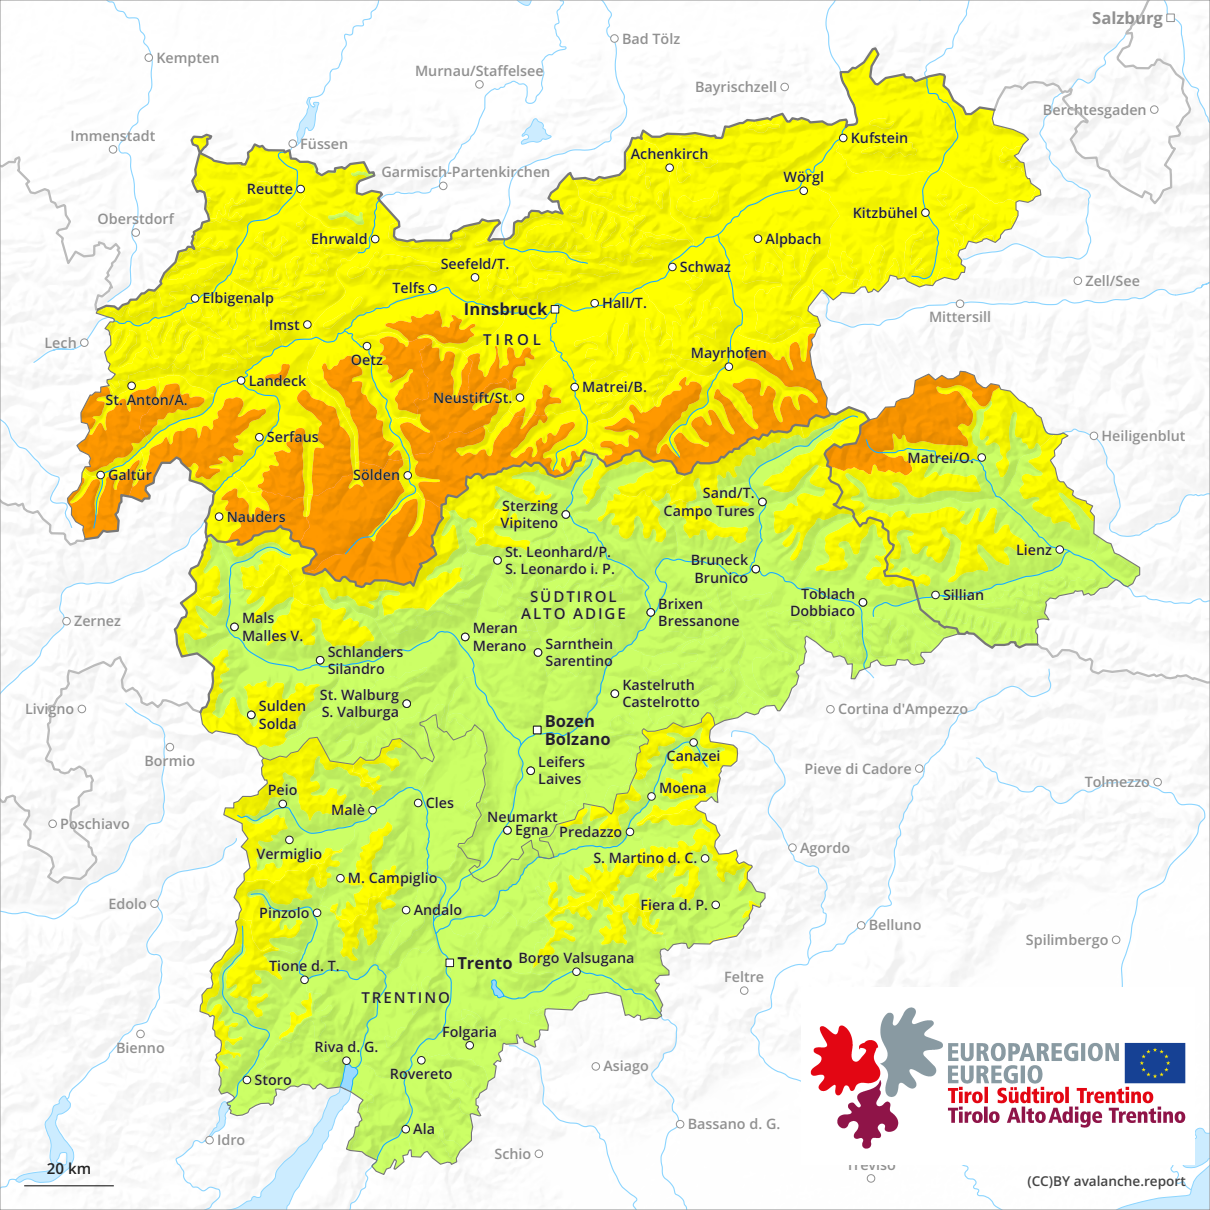 Salzburg
Bad Tölz
Kempten
Murnau/Staffelsee
Bayrischzell
Berchtesgaden
Immenstadt
Füssen
Kufstein
Achenkirch
Garmisch-Partenkirchen
Wörgl
Reutte
Oberstdorf
Kitzbühel
Ehrwald
Alpbach
Seefeld/T.
Schwaz
Zell/See
Telfs
Elbigenalp
Hall/T.
Innsbruck
Mittersill
Imst
TIROL
Lech
Mayrhofen
Oetz
Landeck
Matrei/B.
St. Anton/A.
Neustift/St.
Serfaus
Heiligenblut
Matrei/O.
Galtür
Sölden
Sand/T.
Campo Tures
Sterzing
Vipiteno
Nauders
Lienz
St. Leonhard/P.
S. Leonardo i. P.
Bruneck
Brunico
SÜDTIROL
ALTO ADIGE
Toblach
Dobbiaco
Sillian
Brixen
Bressanone
Zernez
Mals
Malles V.
Meran
Merano
Sarnthein
Sarentino
Schlanders
Silandro
Kastelruth
Castelrotto
St. Walburg
S. Valburga
Livigno
Sulden
Solda
Cortina d'Ampezzo
Bozen
Bolzano
Bormio
Canazei
Leifers
Laives
Pieve di Cadore
Tolmezzo
Peio
Moena
Malè
Cles
Neumarkt
Egna
Poschiavo
Predazzo
Agordo
Vermiglio
S. Martino d. C.
M. Campiglio
Edolo
Pinzolo
Andalo
Fiera d. P.
Belluno
Spilimbergo
Borgo Valsugana
Trento
Tione d. T.
Feltre
TRENTINO
Folgaria
Bienno
Riva d. G.
Rovereto
Asiago
Storo
EUROPAREGION
EUREGIO
Tirol Südtirol Trentino
Tirolo Alto Adige Trentino
Ala
Bassano d. G.
Idro
Schio
Treviso
20 km
(CC)BY avalanche.report